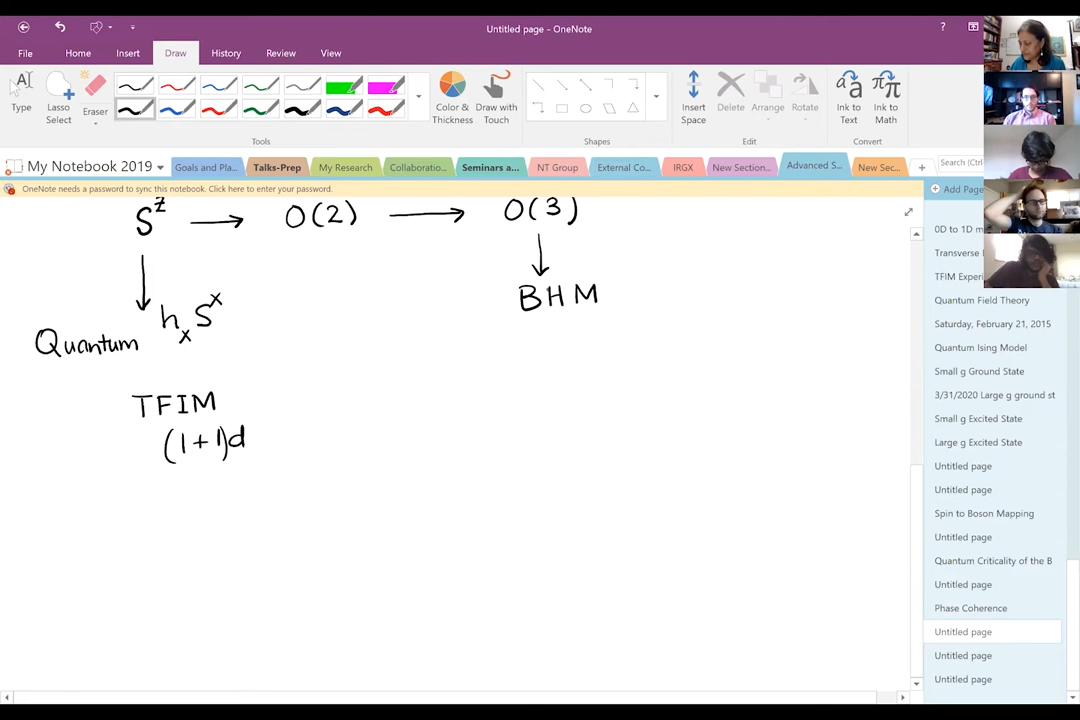 Untitled page - OneNote
?
File Home Insert Draw History Review View
Type
Lasso Select
Eraser
Color & Thickness
Draw with Touch
Insert Space
Delete
Arrange
Rotate
Ink to Text
Ink to Math
Tools
Shapes
Edit
Convert
My Notebook 2019
Goals and Pla...
Talks-Prep
My Research
Collaboratio...
Seminars a...
NT Group
External Co...
IRGX
New Section...
Advanced S...
New Sec...
Search (Ctrl
OneNote needs a password to sync this notebook. Click here to enter your password.
Add Page
S^z → O(2) → O(3)
↓ ↓
BHM
h_x S^x
Quantum
TFIM
(1+1)d
0D to 1D m
Transverse
TFIM Experi
Quantum Field Theory
Saturday, February 21, 2015
Quantum Ising Model
Small g Ground State
3/31/2020 Large g ground st
Small g Excited State
Large g Excited State
Untitled page
Untitled page
Spin to Boson Mapping
Untitled page
Quantum Criticality of the B
Untitled page
Phase Coherence
Untitled page
Untitled page
Untitled page